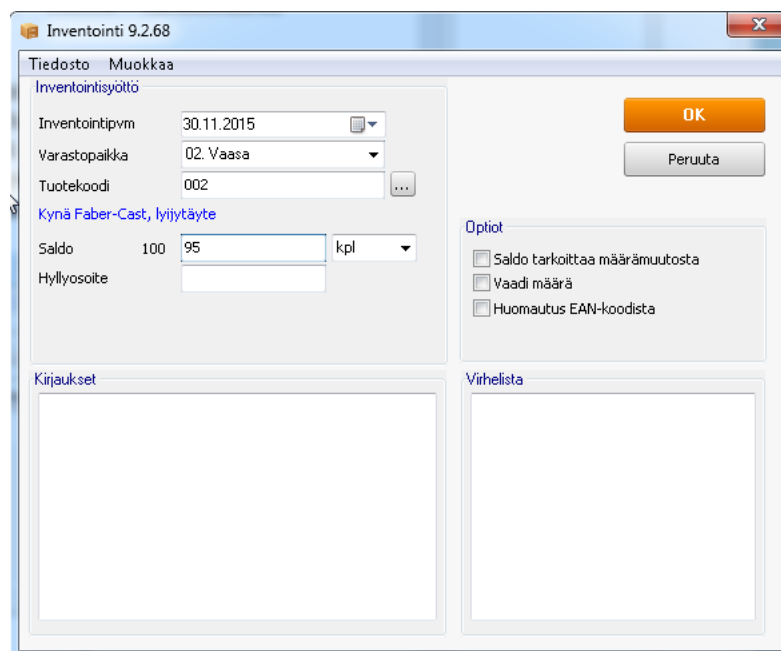 Inventointi 9.2.68
Tiedosto Muokkaa
Inventointisyöttö
Inventointipvm 30.11.2015
Varastopaikka 02. Vaasa
Tuotekoodi 002 ...
Kynä Faber-Cast, lyijytäyte
Saldo 100 95 kpl
Hyllyosoite
OK
Peruuta
Optiot
Saldo tarkoittaa määrämuutosta
Vaadi määrä
Huomautus EAN-koodista
Kirjaukset
Virhelista